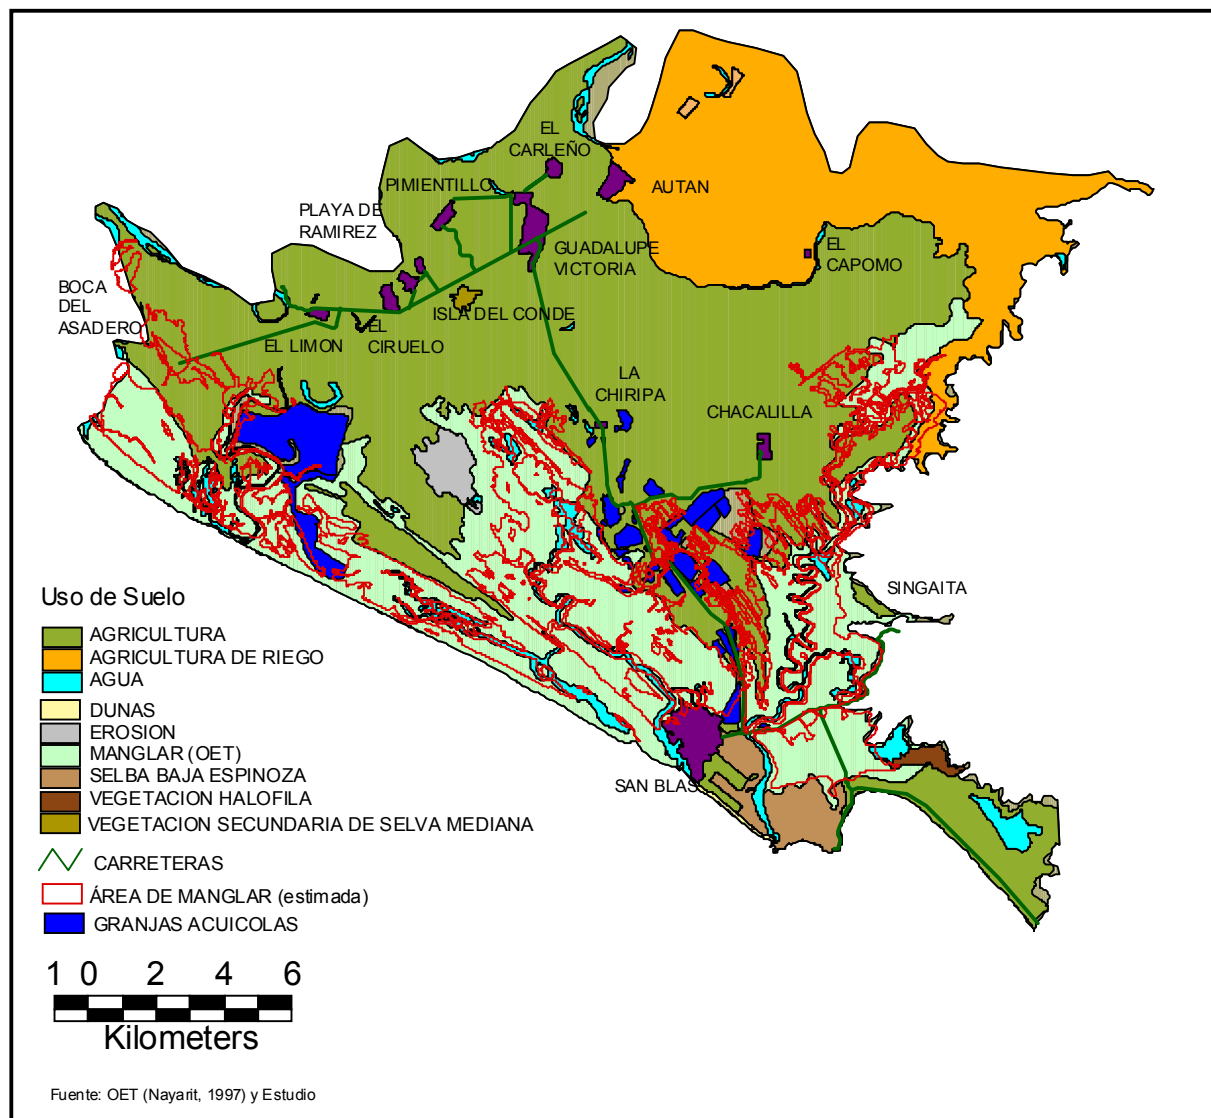 EL
CARLEÑO
PIMIENTILLO
AUTAN
PLAYA DE
RAMIREZ
GUADALUPE
VICTORIA
EL
CAPOMO
BOCA
DEL
ASADERO
ISLA DEL CONDE
EL
CIRUELO
EL LIMON
LA
CHIRIPA
CHACALILLA
SINGAITA
SAN BLAS
Uso de Suelo
AGRICULTURA
AGRICULTURA DE RIEGO
AGUA
DUNAS
EROSION
MANGLAR (OET)
SELBA BAJA ESPINOZA
VEGETACION HALOFILA
VEGETACION SECUNDARIA DE SELVA MEDIANA
CARRETERAS
ÁREA DE MANGLAR (estimada)
GRANJAS ACUICOLAS
1 0 2 4 6
Kilometers
Fuente: OET (Nayarit, 1997) y Estudio